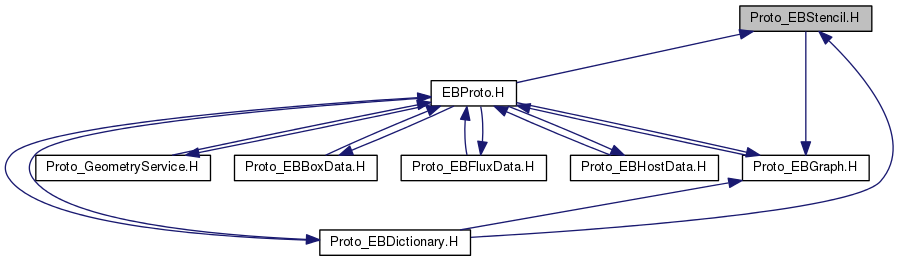 Proto_EBStencil.H
EBProto.H
Proto_GeometryService.H
Proto_EBBoxData.H
Proto_EBFluxData.H
Proto_EBHostData.H
Proto_EBGraph.H
Proto_EBDictionary.H